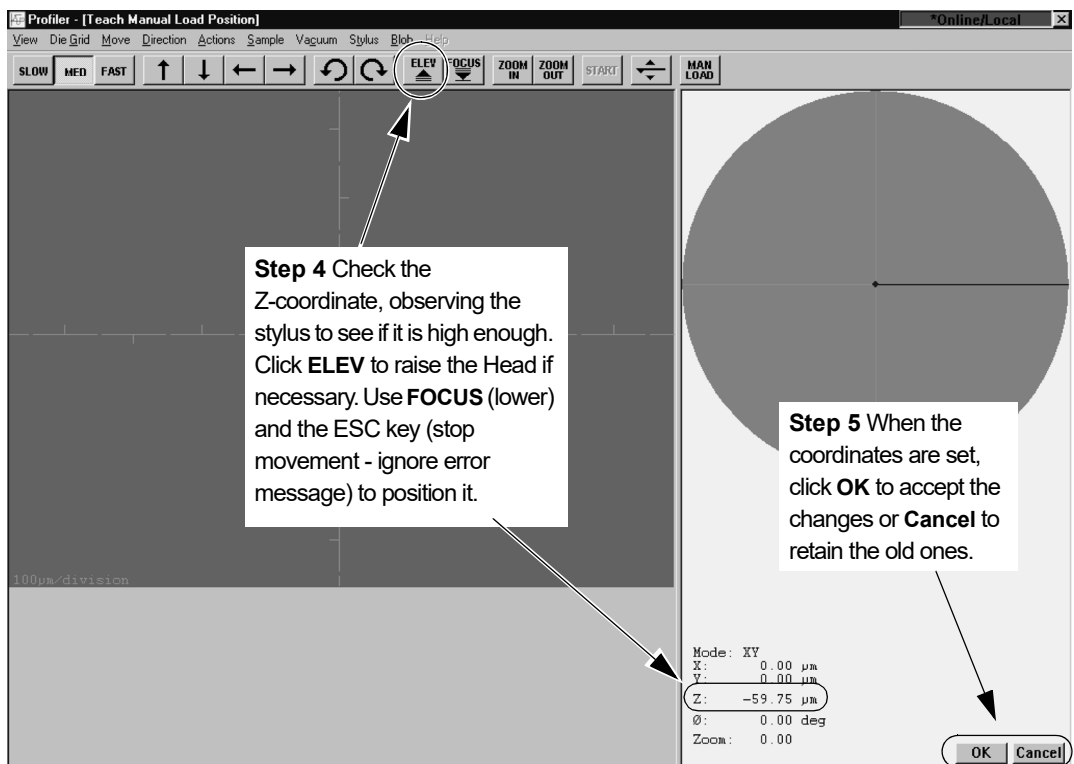 Profiler - [Teach Manual Load Position]
*Online/Local
View Die Grid Move Direction Actions Sample Vacuum Stylus Blob Help
SLOW MED FAST ELEV FOCUS ZOOM IN ZOOM OUT START MAN LOAD
Step 4 Check the
Z-coordinate, observing the
stylus to see if it is high enough.
Click ELEV to raise the Head if
necessary. Use FOCUS (lower)
and the ESC key (stop
movement - ignore error
message) to position it.
Step 5 When the
coordinates are set,
click OK to accept the
changes or Cancel to
retain the old ones.
100µm/division
Mode: XY
X: 0.00 µm
Y: 0.00 µm
Z: -59.75 µm
Ø: 0.00 deg
Zoom: 0.00
OK Cancel